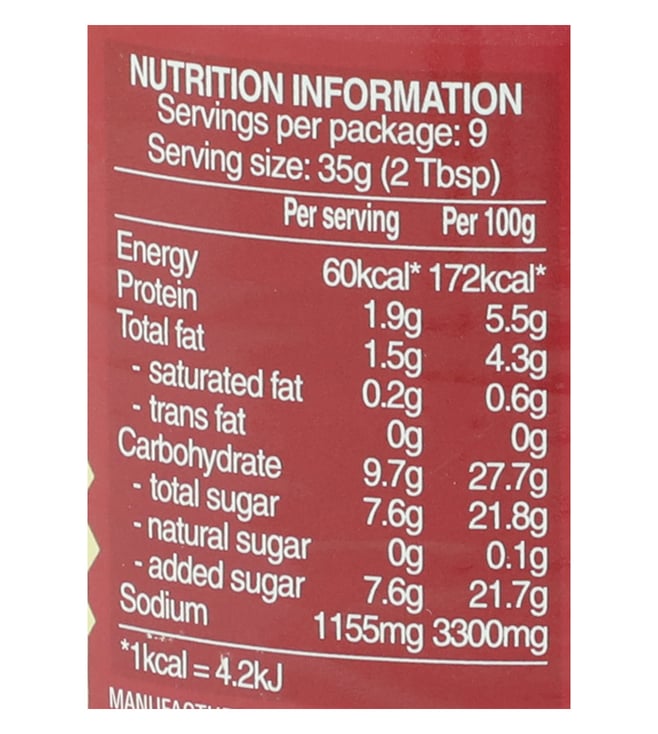 NUTRITION INFORMATION
Servings per package: 9
Serving size: 35g (2 Tbsp)
Per serving Per 100g
Energy 60kcal* 172kcal*
Protein 1.9g 5.5g
Total fat 1.5g 4.3g
- saturated fat 0.2g 0.6g
- trans fat 0g 0g
Carbohydrate 9.7g 27.7g
- total sugar 7.6g 21.8g
- natural sugar 0g 0.1g
- added sugar 7.6g 21.7g
Sodium 1155mg 3300mg
*1kcal = 4.2kJ